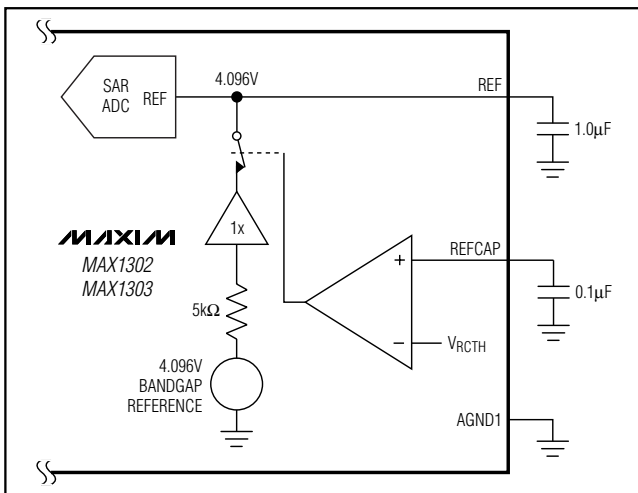 4.096V
REF
SAR
ADC
REF
1.0µF
1x
MAXIM
MAX1302
MAX1303
REFCAP
+
0.1µF
5kΩ
−
VRCTH
4.096V
BANDGAP
REFERENCE
AGND1